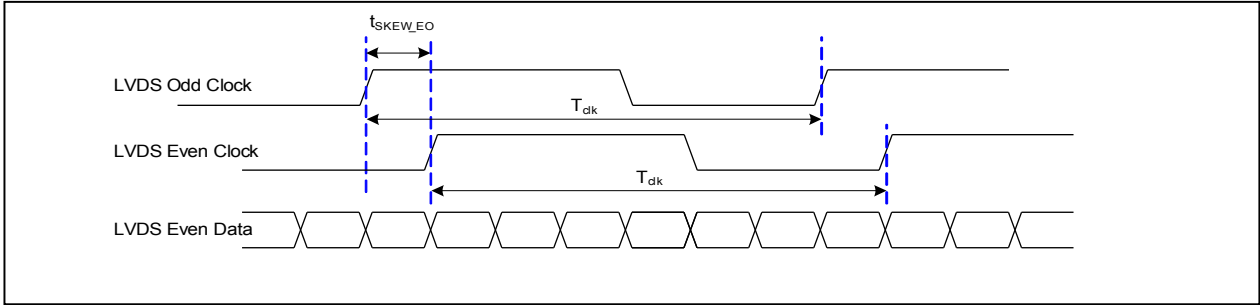 tSKEW_EO
LVDS Odd Clock
Tclk
LVDS Even Clock
Tclk
LVDS Even Data